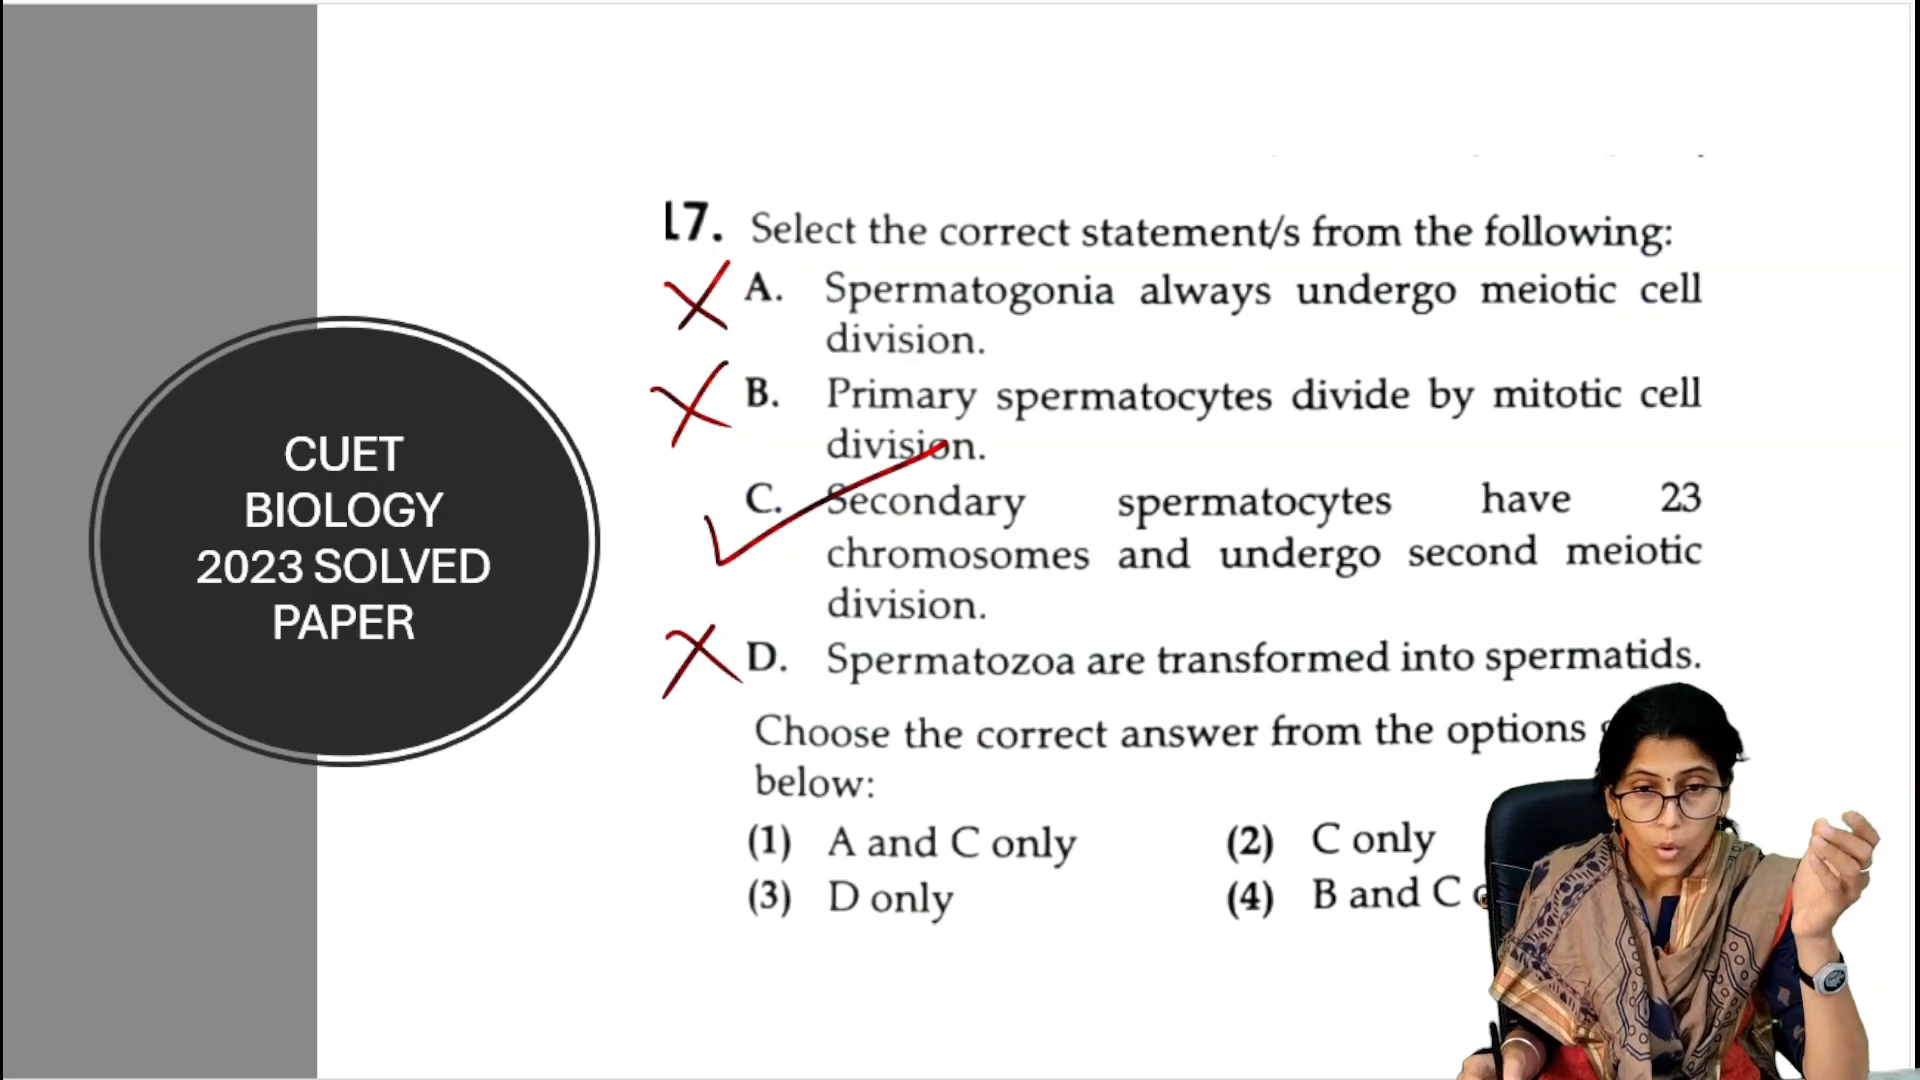 CUET
BIOLOGY
2023 SOLVED
PAPER
17. Select the correct statement/s from the following:
A. Spermatogonia always undergo meiotic cell
division.
B. Primary spermatocytes divide by mitotic cell
division.
C. Secondary spermatocytes have 23
chromosomes and undergo second meiotic
division.
D. Spermatozoa are transformed into spermatids.
Choose the correct answer from the options
below:
(1) A and C only (2) C only
(3) D only (4) B and C